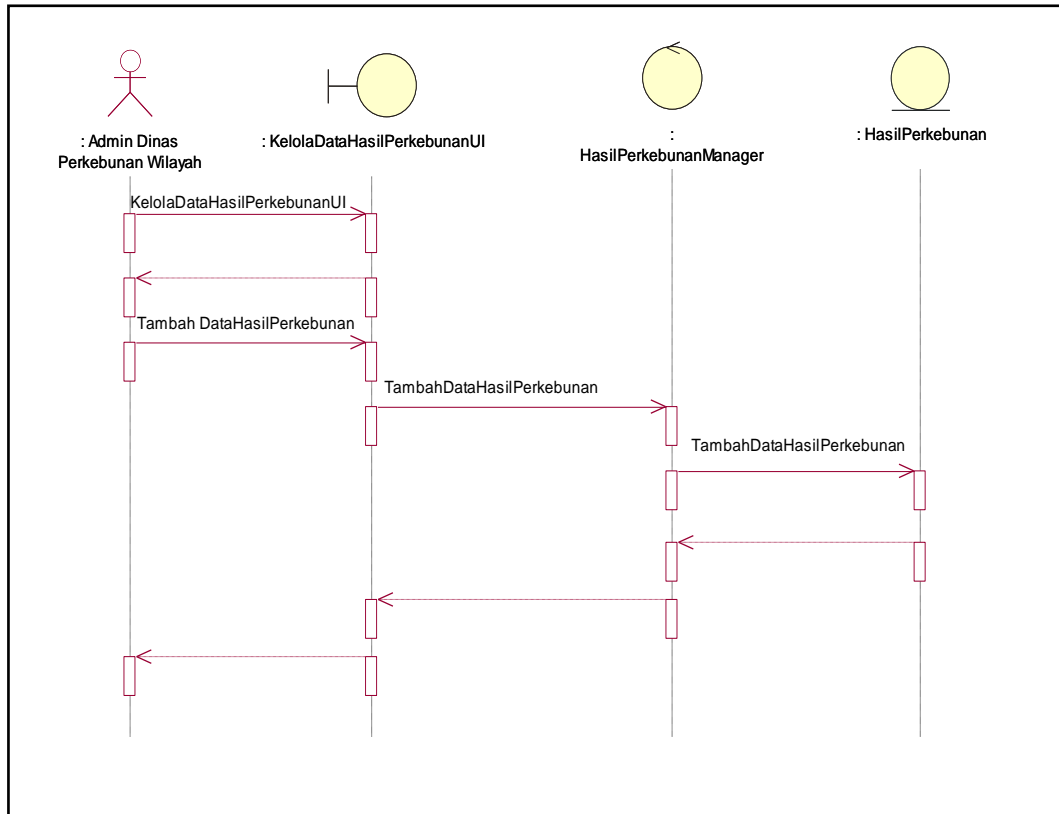 : Admin Dinas
Perkebunan Wilayah
: KelolaDataHasilPerkebunanUI
:
HasilPerkebunanManager
: HasilPerkebunan
KelolaDataHasilPerkebunanUI
Tambah DataHasilPerkebunan
TambahDataHasilPerkebunan
TambahDataHasilPerkebunan